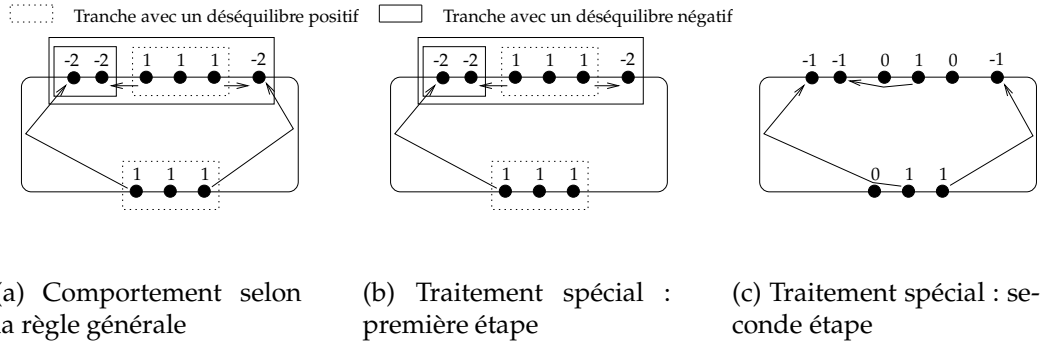 Tranche avec un déséquilibre positif Tranche avec un déséquilibre négatif
-2 -2 1 1 1 -2
1 1 1
-2 -2 1 1 1 -2
1 1 1
-1 -1 0 1 0 -1
0 1 1
(a) Comportement selon
la règle générale
(b) Traitement spécial :
première étape
(c) Traitement spécial : se-
conde étape